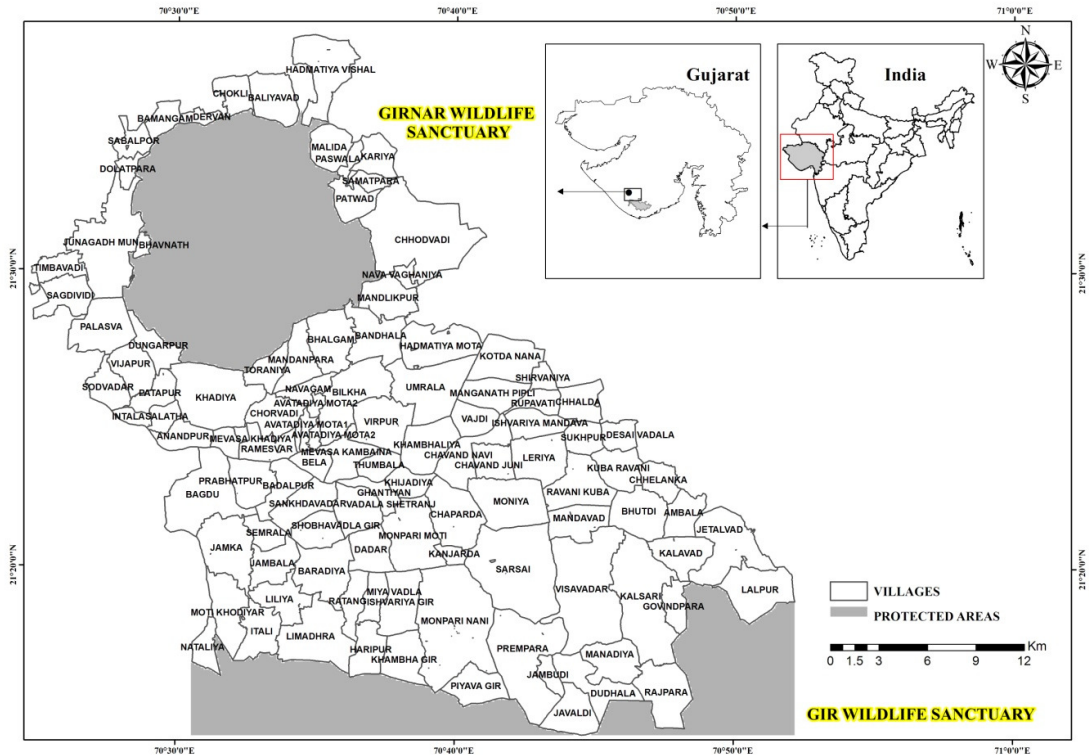 70°30'0"E 70°40'0"E 70°50'0"E 71°0'0"E
N
W E
S
Gujarat
India
GIRNAR WILDLIFE
SANCTUARY
HADMATIYA VISHAL
CHOKLI
BALIYAVAD
BAMANGAM
DERVAN
SABALPOR
DOLATPARA
MALIDA
PASWALA
KARIYA
SAMATPARA
PATWAD
CHHODVADI
JUNAGADH MUN
BHAVNATH
TIMBAVADI
SAGDIVIDI
21°30'0"N
21°30'0"N
NAVA VAGHANIYA
MANDLIKPUR
PALASVA
DUNGARPUR
VIJAPUR
BHALGAM
BANDHALA
HADMATIYA MOTA
KOTDA NANA
MANDANPARA
TORANIYA
SHIRVANIYA
SODVADAR
PATAPUR
KHADIYA
NAVAGAM
BILKHA
UMRALA
MANGANATH PIPLI
RUPAVATI
CHHALDA
AVATADIYA MOTA2
INTALA
SALATHA
CHORVADI
AVATADIYA MOTA1
VIRPUR
VAJDI
ISHVARIYA MANDAVA
ANANDPUR
MEVASA KHADIYA
AVATADIYA MOTA2
SUKHPUR
DESAI VADALA
RAMESVAR
MEVASA KAMBAINA
KHAMBHALIYA
CHAVAND NAVI
CHAVAND JUNI
LERIYA
BELA
THUMBALA
KUBA RAVANI
CHHELANKA
PRABHATPUR
BADALPUR
KHIJADIYA
BAGDU
GHANTIYAN
RAVANI KUBA
SANKHDAVADAR
VADALA SHETRANJ
CHAPARDA
MONIYA
BHUTDI
AMBALA
SEMRALA
SHOBHAVADLA GIR
MONPARI MOTI
MANDAVAD
JETALVAD
JAMKA
DADAR
KANJARDA
KALAVAD
JAMBALA
BARADIYA
SARSAI
21°20'0"N
21°20'0"N
VISAVADAR
KALSARI
LALPUR
MOTI KHODIYAR
LILIYA
RATANG
MIYA VADLA
ISHVARIYA GIR
GOVINDPARA
MONPARI NANI
ITALI
LIMADHRA
NATALIYA
HARIPUR
KHAMBHA GIR
PREMPARA
MANADIYA
JAMBUDI
PIYAVA GIR
DUDHALA
RAJPARA
JAVALDI
VILLAGES
PROTECTED AREAS
Km
0 1.5 3 6 9 12
GIR WILDLIFE SANCTUARY
70°30'0"E 70°40'0"E 70°50'0"E 71°0'0"E